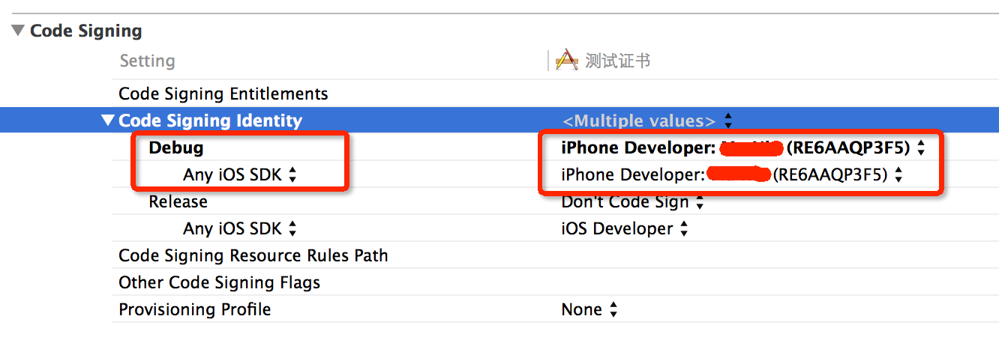 Code Signing
Setting 测试证书
Code Signing Entitlements
Code Signing Identity <Multiple values>
Debug iPhone Developer: (RE6AAQP3F5)
Any iOS SDK iPhone Developer: (RE6AAQP3F5)
Release Don't Code Sign
Any iOS SDK iOS Developer
Code Signing Resource Rules Path
Other Code Signing Flags
Provisioning Profile None